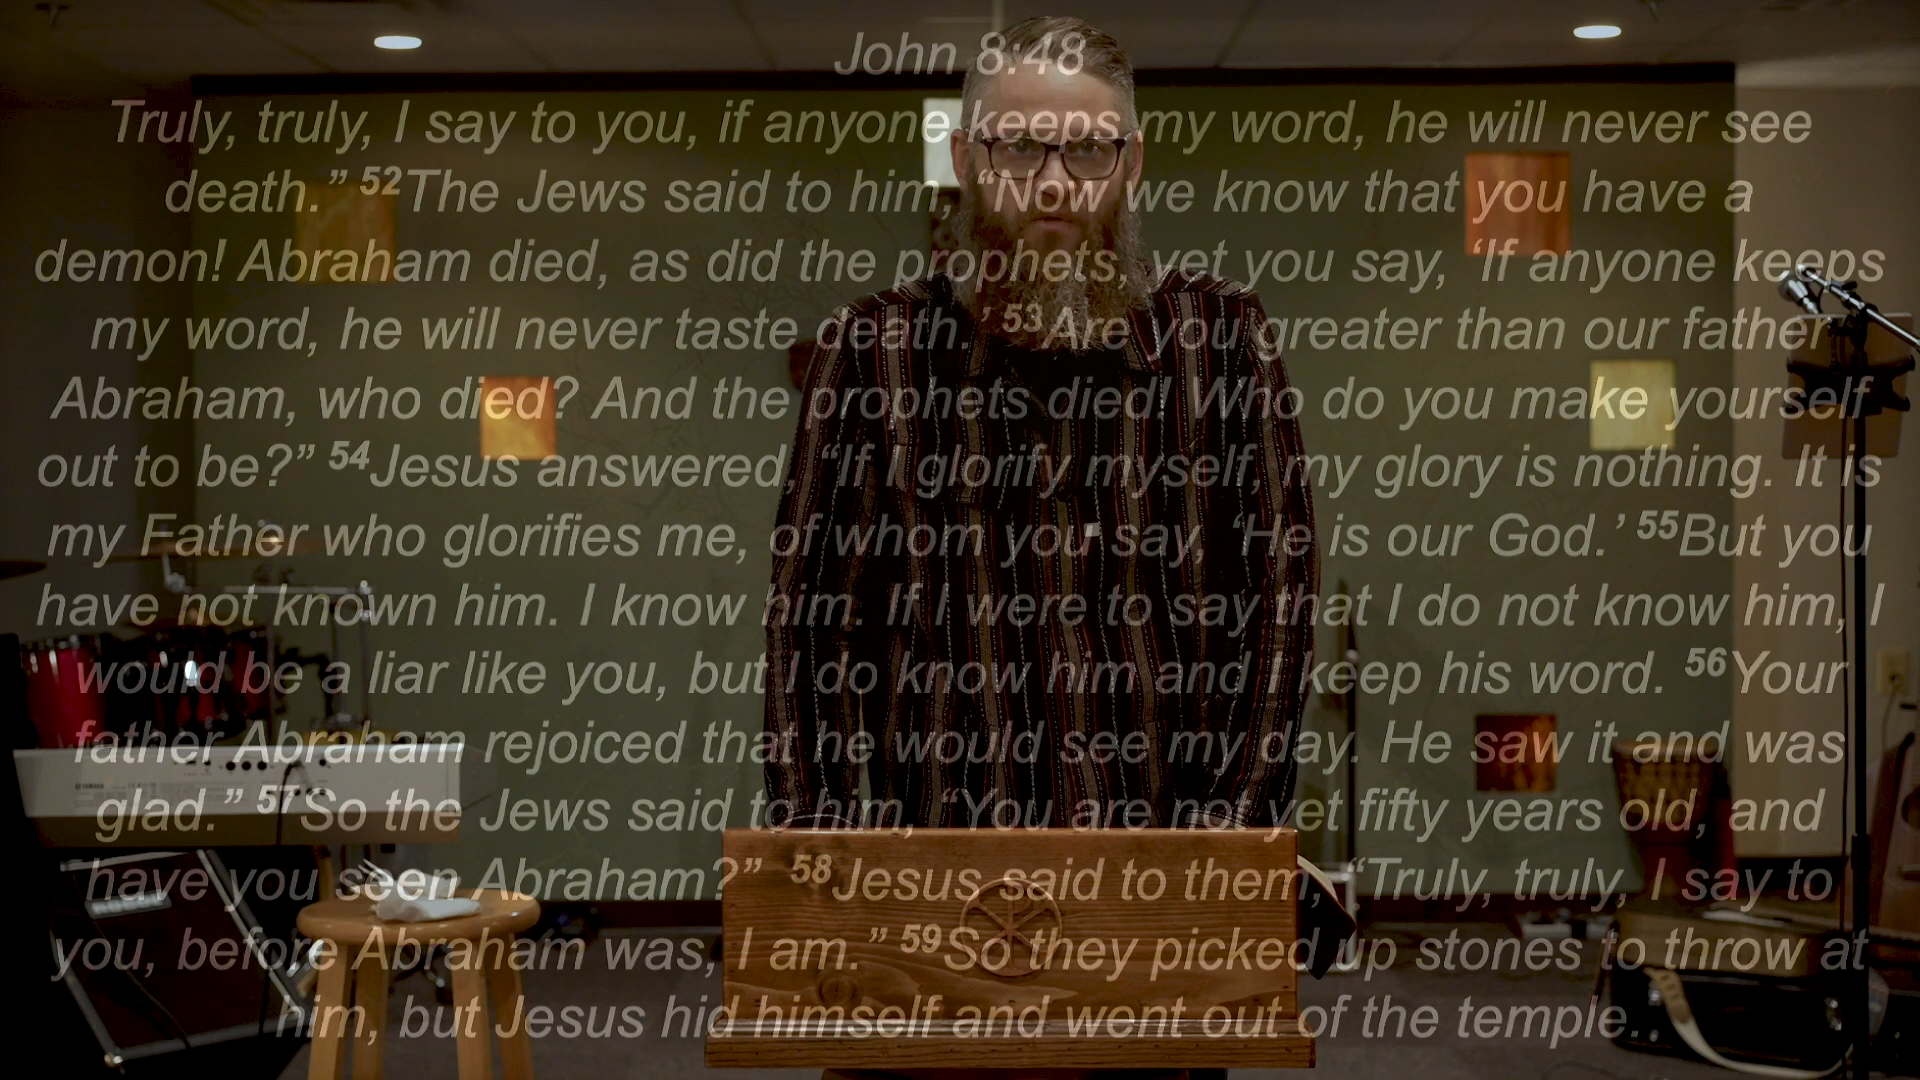 John 8:48
Truly, truly, I say to you, if anyone keeps my word, he will never see
death.” 52The Jews said to him, “Now we know that you have a
demon! Abraham died, as did the prophets, yet you say, ‘If anyone keeps
my word, he will never taste death.’ 53Are you greater than our father
Abraham, who died? And the prophets died! Who do you make yourself
out to be?” 54Jesus answered, “If I glorify myself, my glory is nothing. It is
my Father who glorifies me, of whom you say, ‘He is our God.’ 55But you
have not known him. I know him. If I were to say that I do not know him, I
would be a liar like you, but I do know him and I keep his word. 56Your
father Abraham rejoiced that he would see my day. He saw it and was
glad.” 57So the Jews said to him, “You are not yet fifty years old, and
have you seen Abraham?” 58Jesus said to them, “Truly, truly, I say to
you, before Abraham was, I am.” 59So they picked up stones to throw at
him, but Jesus hid himself and went out of the temple.